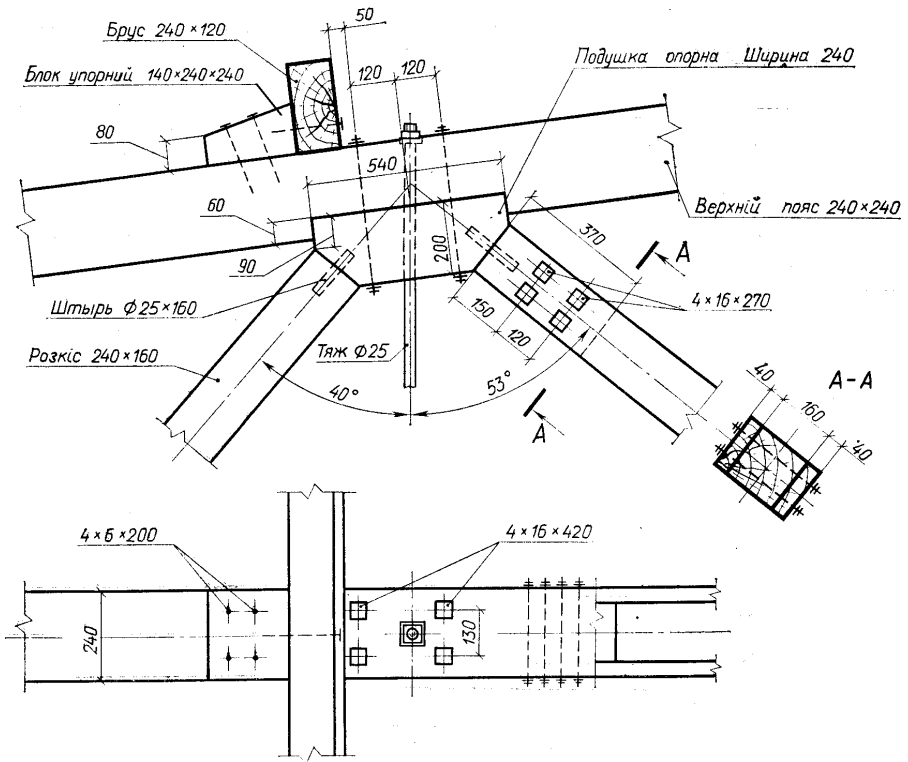 Брус 240×120
50
Блок упорний 140×240×240
120
120
Подушка опорна Ширина 240
80
540
60
90
200
370
А
Верхній пояс 240×240
Штырь Ф25×160
4×16×270
150
120
Розкіс 240×160
Тяж Ф25
40°
53°
А
А-А
40
160
40
4×6×200
4×16×420
240
130